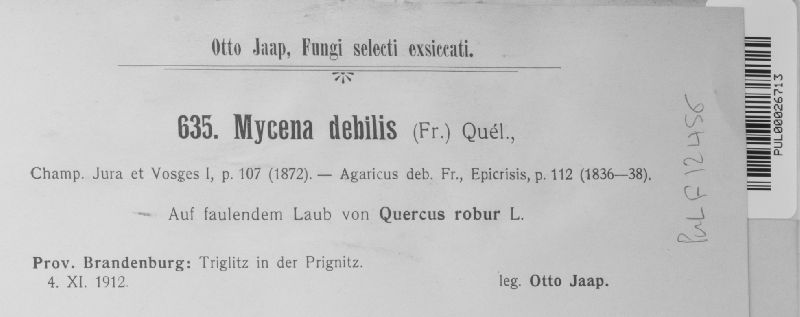 Otto Jaap, Fungi selecti exsiccati.
635. Mycena debilis (Fr.) Quél.,
Champ. Jura et Vosges I, p. 107 (1872). — Agaricus deb. Fr., Epicrisis, p. 112 (1836—38).
Auf faulendem Laub von Quercus robur L.
Prov. Brandenburg: Triglitz in der Prignitz.
4. XI. 1912.
leg. Otto Jaap.
PUL F 12456
PUL00026713